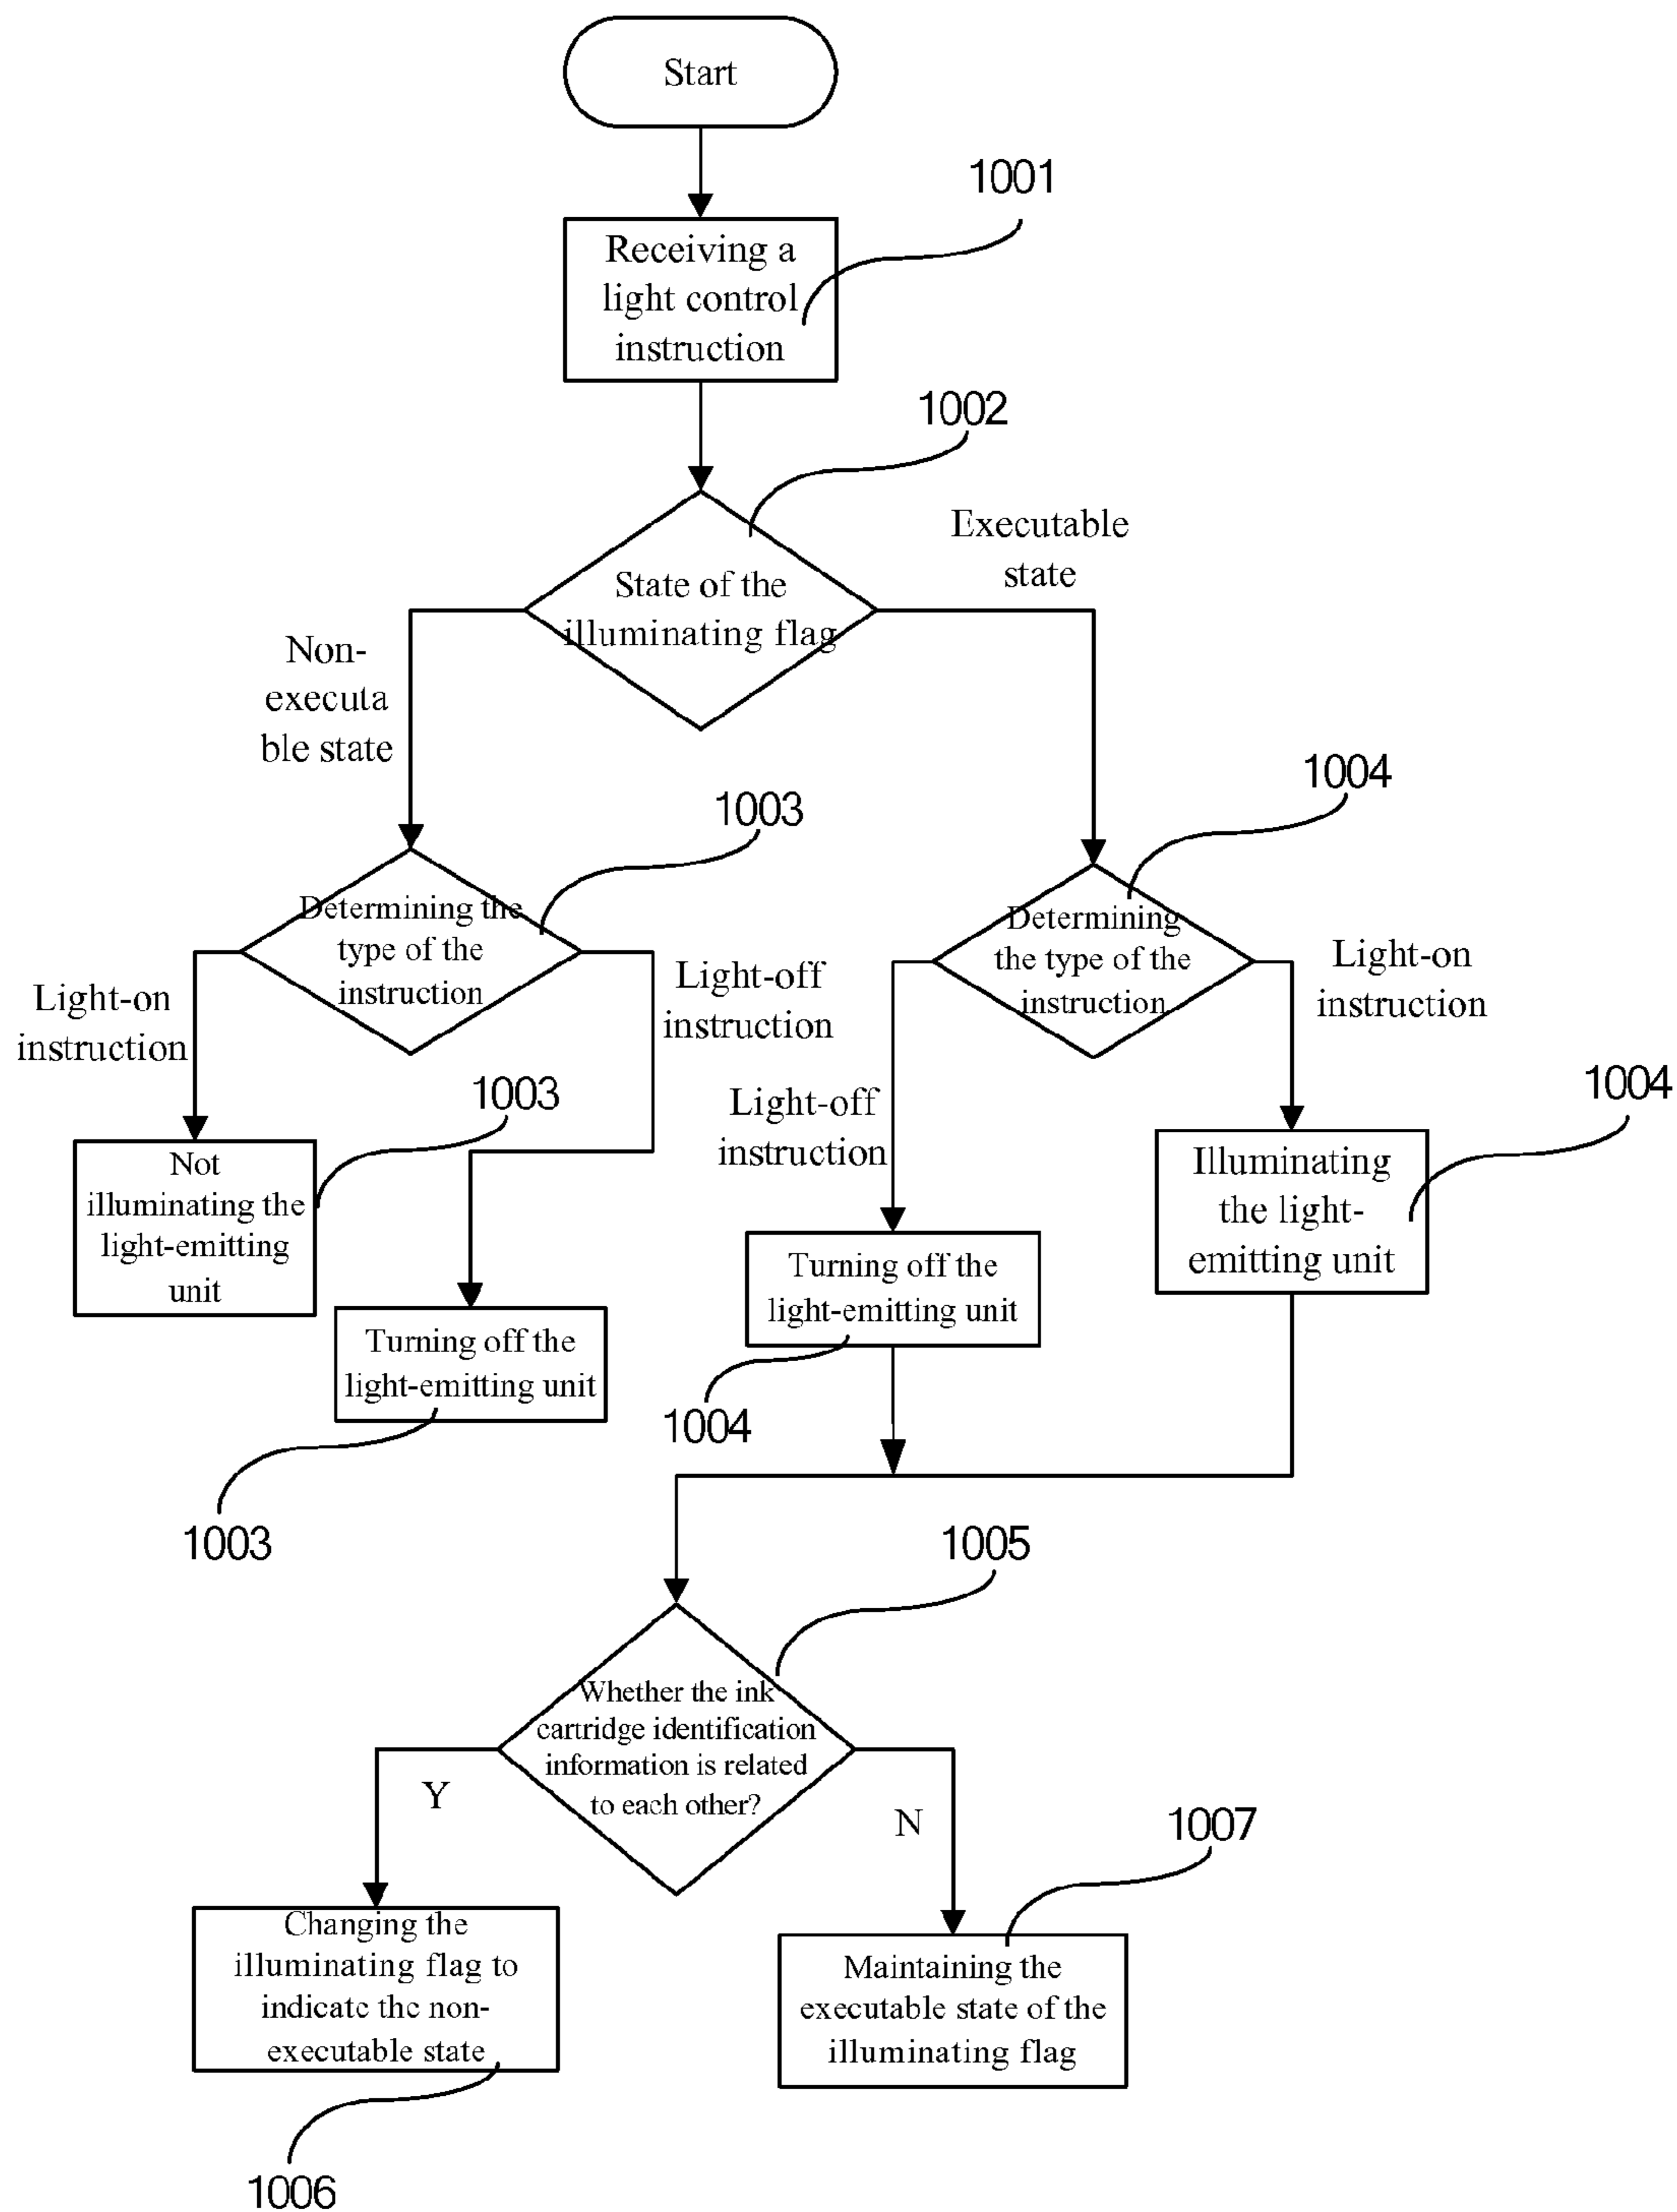 Start
1001
Receiving a
light control
instruction
1002
Executable
state
State of the
illuminating flag
Non-
executa
ble state
1003
1004
Determining the
type of the
instruction
Determining
the type of the
instruction
Light-on
instruction
Light-off
instruction
Light-on
instruction
1003
Light-off
instruction
1004
Not
illuminating the
light-emitting
unit
Illuminating
the light-
emitting unit
Turning off the
light-emitting unit
Turning off the
light-emitting unit
1004
1003
1005
Whether the ink
cartridge identification
information is related
to each other?
Y
N
1007
Changing the
illuminating flag to
indicate the non-
executable state
Maintaining the
executable state of the
illuminating flag
1006